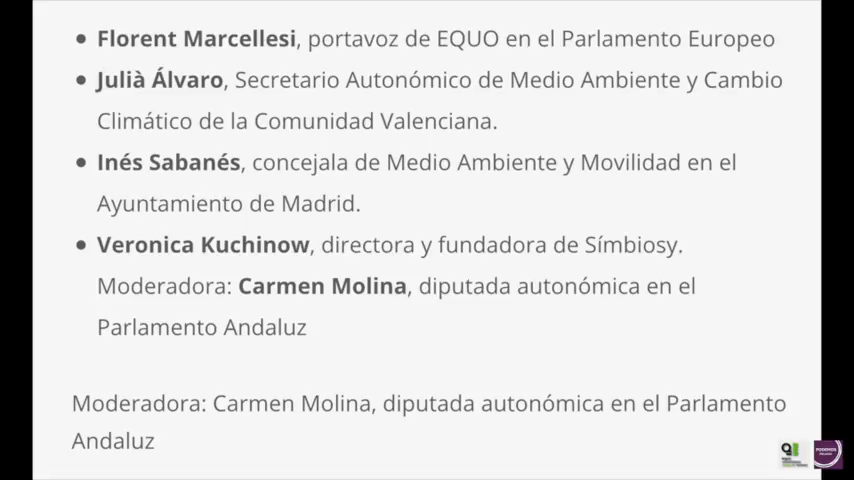 • Florent Marcellesi, portavoz de EQUO en el Parlamento Europeo
• Julià Álvaro, Secretario Autonómico de Medio Ambiente y Cambio
Climático de la Comunidad Valenciana.
• Inés Sabanés, concejala de Medio Ambiente y Movilidad en el
Ayuntamiento de Madrid.
• Veronica Kuchinow, directora y fundadora de Símbiosy.
Moderadora: Carmen Molina, diputada autonómica en el
Parlamento Andaluz
Moderadora: Carmen Molina, diputada autonómica en el Parlamento
Andaluz
PODEMOS